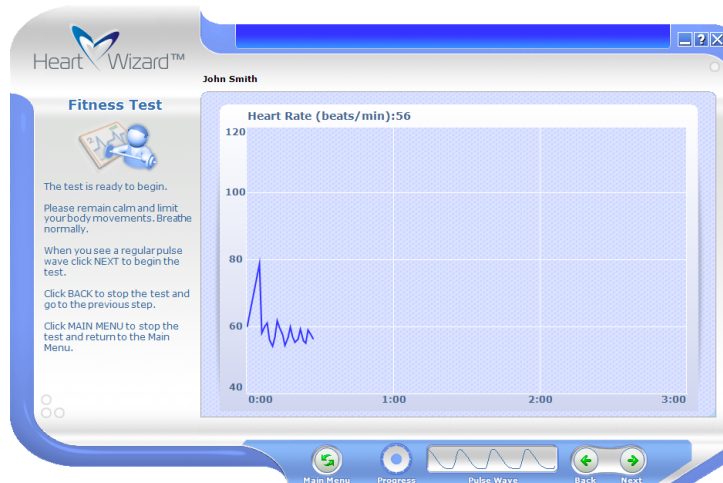 Heart Wizard™
John Smith
Fitness Test
The test is ready to begin.
Please remain calm and limit
your body movements. Breathe
normally.
When you see a regular pulse
wave click NEXT to begin the
test.
Click BACK to stop the test and
go to the previous step.
Click MAIN MENU to stop the
test and return to the Main
Menu.
Heart Rate (beats/min):56
120
100
80
60
40
0:00 1:00 2:00 3:00
Main Menu Progress Pulse Wave Back Next